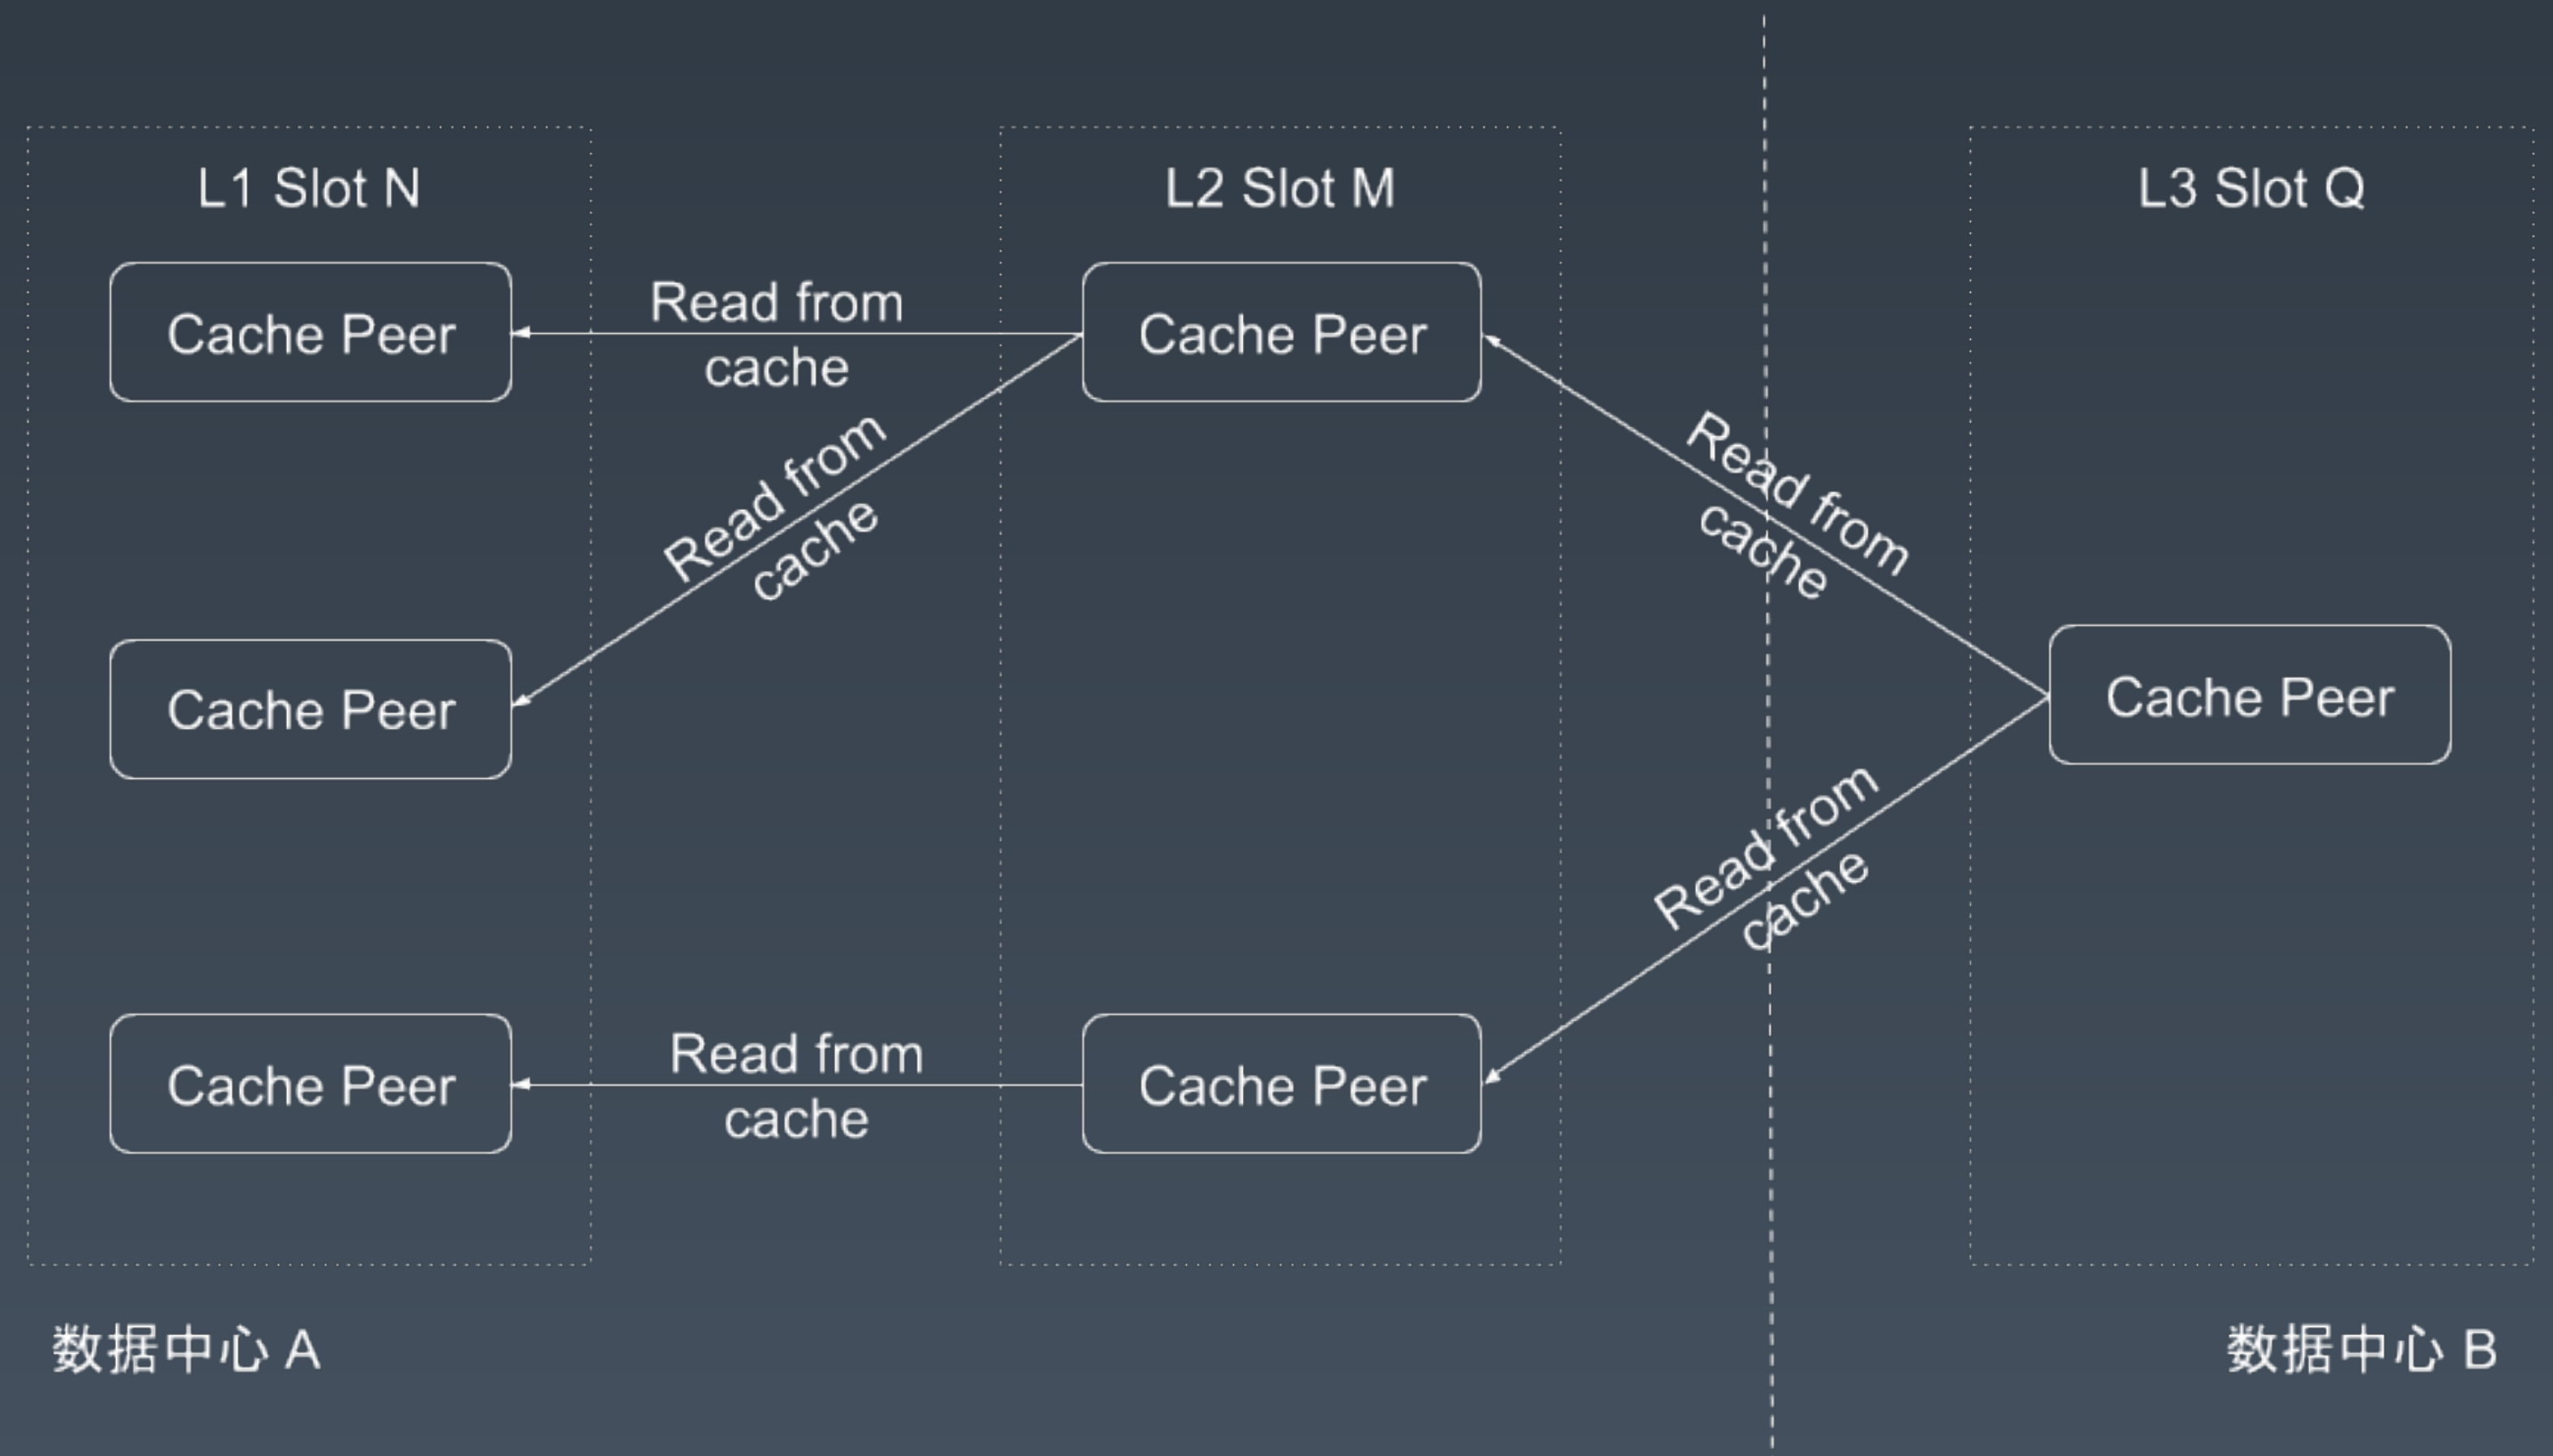 L1 Slot N
L2 Slot M
L3 Slot Q
Cache Peer
Read from
cache
Cache Peer
Read from
cache
Read from
cache
Cache Peer
Cache Peer
Read from
cache
Cache Peer
Read from
cache
Cache Peer
数据中心 A
数据中心 B